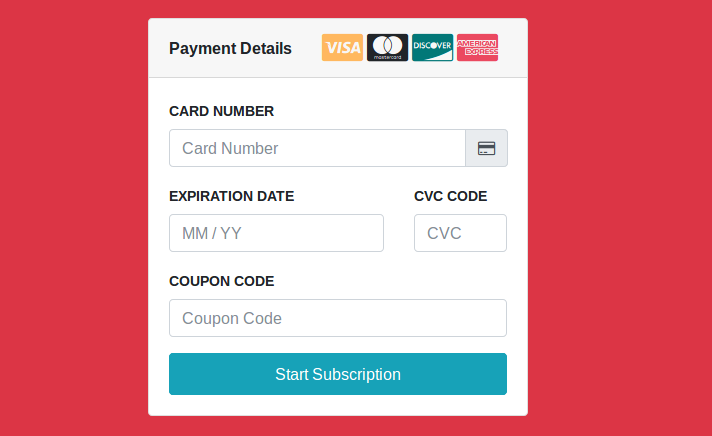 Payment Details VISA mastercard DISCOVER AMERICAN EXPRESS
CARD NUMBER
Card Number
EXPIRATION DATE CVC CODE
MM / YY CVC
COUPON CODE
Coupon Code
Start Subscription